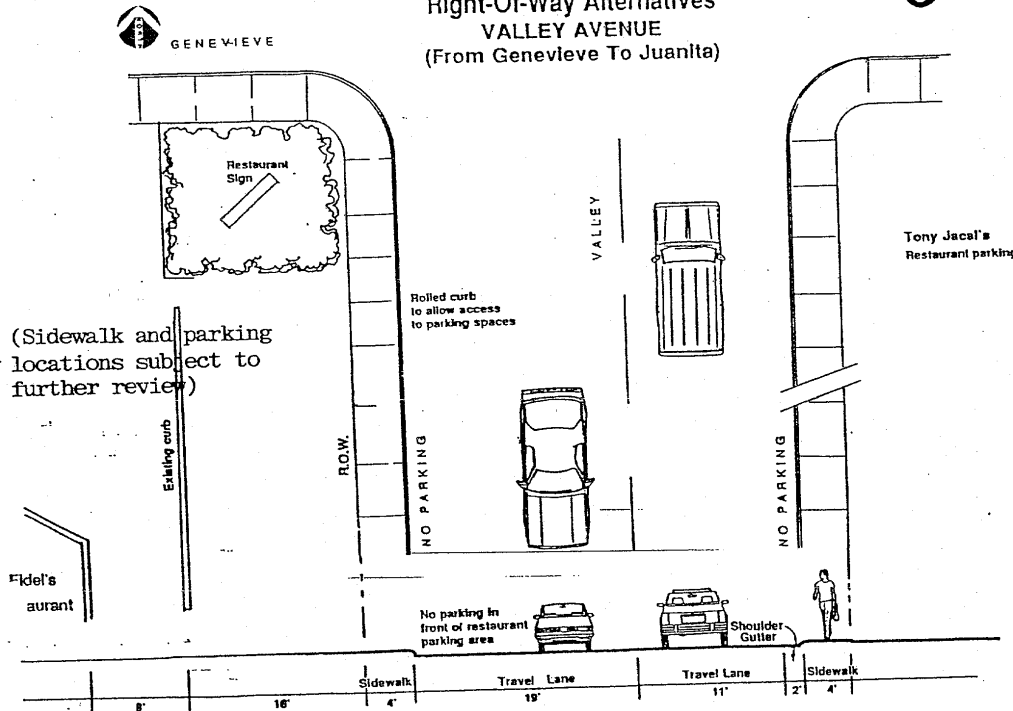 Right-Of-Way Alternatives
VALLEY AVENUE
(From Genevieve To Juanita)
GENEVIEVE
Restaurant
Sign
VALLEY
Tony Jacal's
Restaurant parking
Rolled curb
to allow access
to parking spaces
(Sidewalk and parking
locations subject to
further review)
Existing curb
R.O.W.
NO PARKING
NO PARKING
Fidel's
aurant
No parking in
front of restaurant
parking area
Shoulder
Gutter
Sidewalk
Travel Lane
Travel Lane
Sidewalk
8'
16'
4'
19'
11'
2'
4'